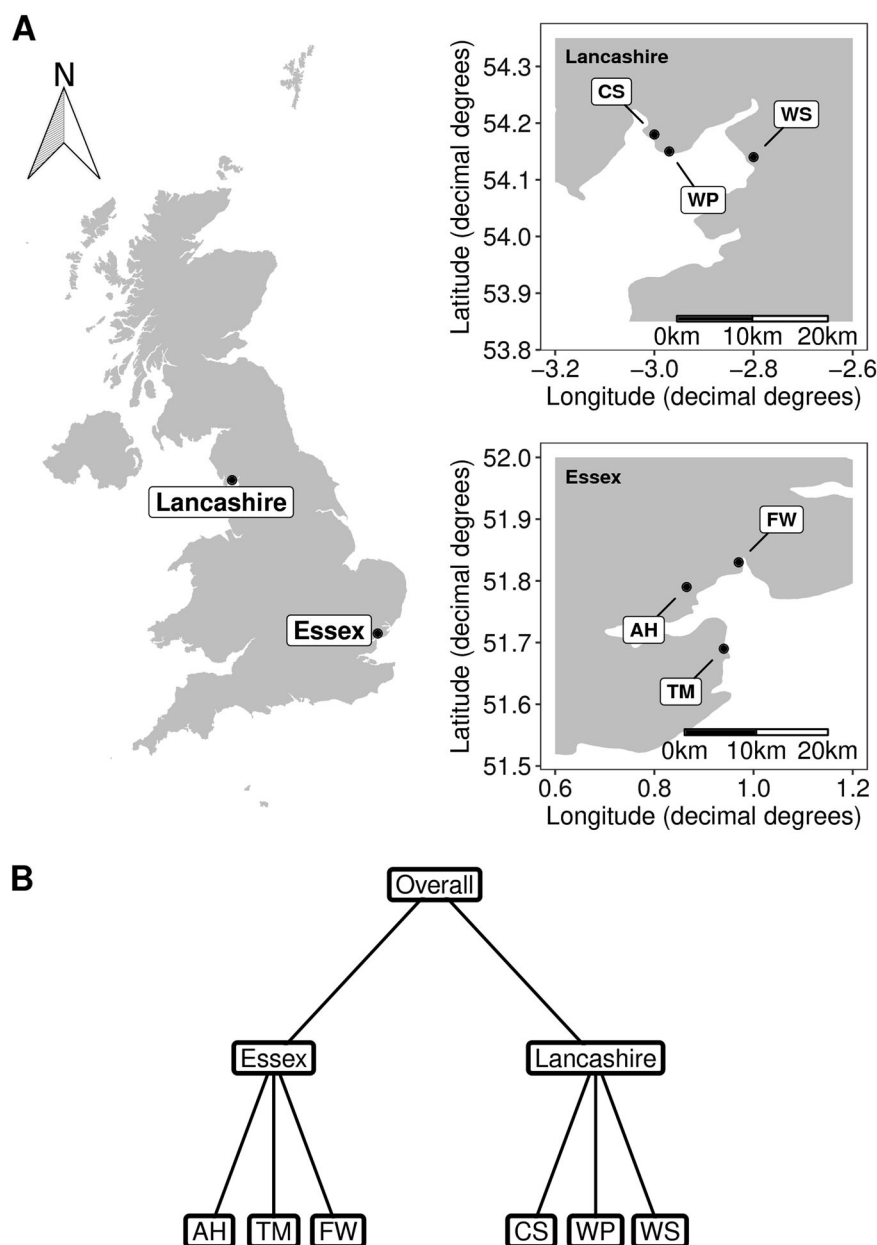 A
N
Lancashire
Essex
Lancashire
CS
WS
WP
54.3
54.2
54.1
54.0
53.9
53.8
Latitude (decimal degrees)
0km 10km 20km
−3.2 −3.0 −2.8 −2.6
Longitude (decimal degrees)
Essex
FW
AH
TM
52.0
51.9
51.8
51.7
51.6
51.5
Latitude (decimal degrees)
0km 10km 20km
0.6 0.8 1.0 1.2
Longitude (decimal degrees)
B
Overall
Essex Lancashire
AH TM FW CS WP WS